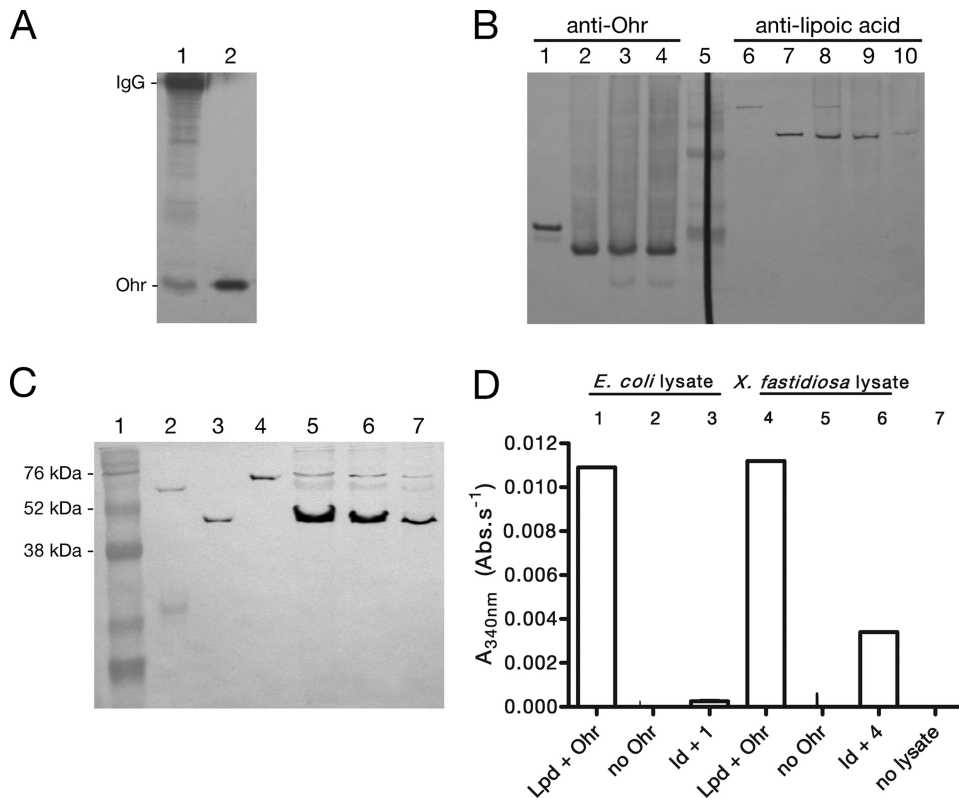 A
1 2
IgG
Ohr
B
anti-Ohr anti-lipoic acid
1 2 3 4 5 6 7 8 9 10
C
1 2 3 4 5 6 7
76 kDa
52 kDa
38 kDa
D
E. coli lysate X. fastidiosa lysate
1 2 3 4 5 6 7
A340nm (Abs.s-1)
0.012
0.010
0.008
0.006
0.004
0.002
0.000
Lpd + Ohr
no Ohr
Id + 1
Lpd + Ohr
no Ohr
Id + 4
no lysate